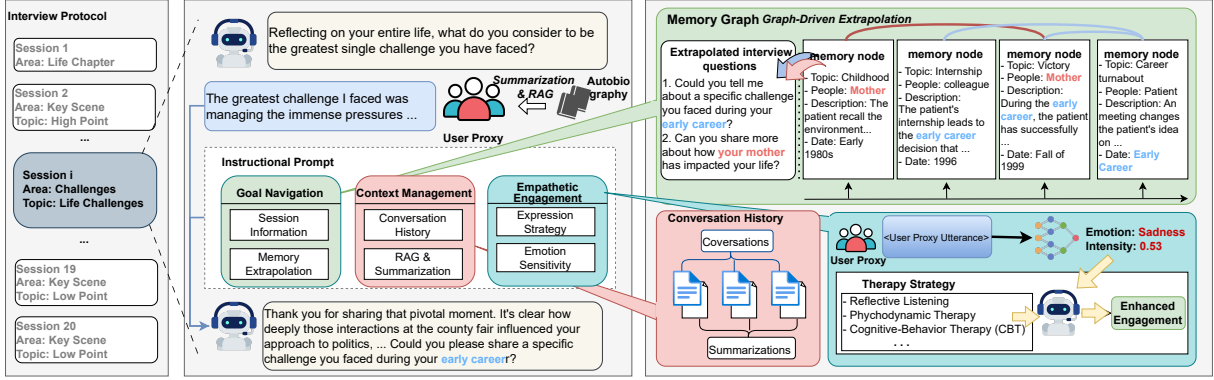 Interview Protocol
Session 1
Area: Life Chapter
Session 2
Area: Key Scene
Topic: High Point
...
Session i
Area: Challenges
Topic: Life Challenges
...
Session 19
Area: Key Scene
Topic: Low Point
Session 20
Area: Key Scene
Topic: Low Point
Reflecting on your entire life, what do you consider to be
the greatest single challenge you have faced?
The greatest challenge I faced was
managing the immense pressures ...
User Proxy
Summarization
& RAG
Autobio
graphy
Instructional Prompt
Goal Navigation
Session
Information
Memory
Extrapolation
Context Management
Conversation
History
RAG &
Summarization
Empathetic
Engagement
Expression
Strategy
Emotion
Sensitivity
Thank you for sharing that pivotal moment. It's clear how
deeply those interactions at the county fair influenced your
approach to politics, ... Could you please share a specific
challenge you faced during your early careerr?
Memory Graph Graph-Driven Extrapolation
Extrapolated interview
questions
1. Could you tell me
about a specific challenge
you faced during your
early career?
2. Can you share more
about how your mother
has impacted your life?
memory node
- Topic: Childhood
- People: Mother
- Description: The
patient recall the
environment...
- Date: Early
1980s
memory node
- Topic: Internship
- People: colleague
- Description:
The patient's
internship leads to
the early career
decision that ...
- Date: 1996
memory node
- Topic: Victory
- People: Mother
- Description:
During the early
career, the patient
has successfully
...
- Date: Fall of
1999
memory node
- Topic: Career
turnabout
- People: Patient
- Description: An
meeting changes
the patient's idea
on ...
- Date: Early
Career
Conversation History
Coversations
Summarizations
User Proxy
<User Proxy Utterance>
Emotion: Sadness
Intensity: 0.53
Therapy Strategy
- Reflective Listening
- Phychodynamic Therapy
- Cognitive-Behavior Therapy (CBT)
...
Enhanced
Engagement